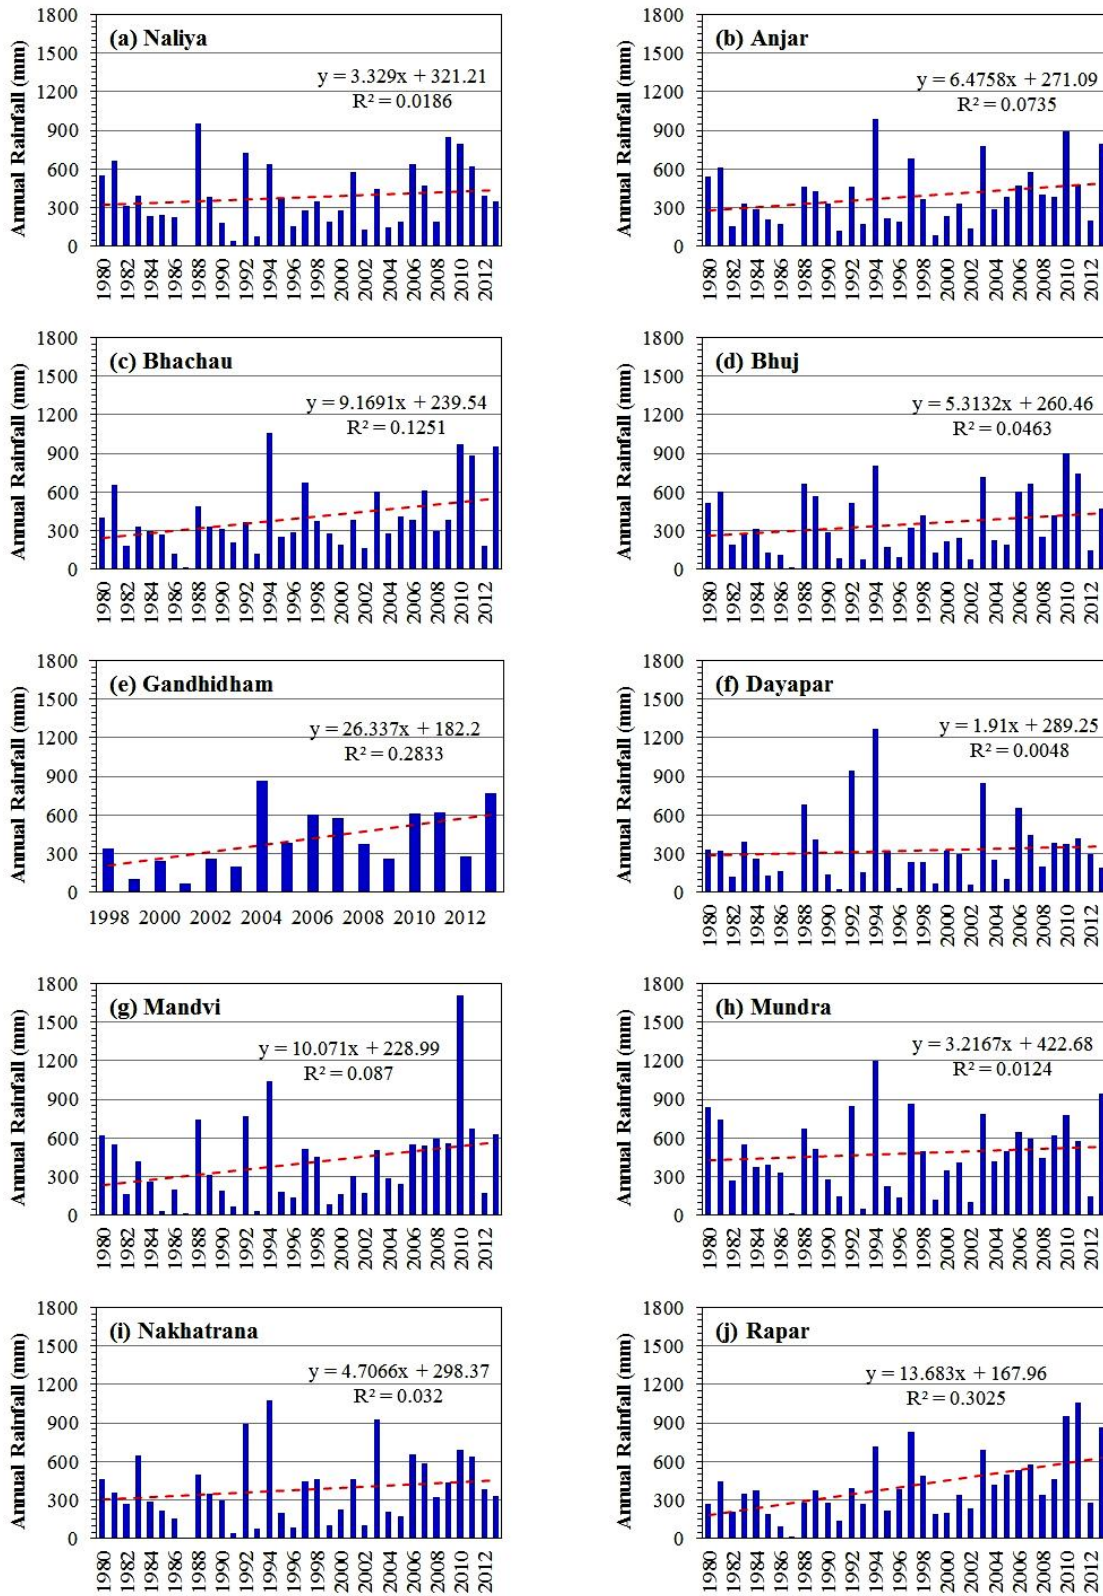 (a) Naliya
y = 3.329x + 321.21
R² = 0.0186
Annual Rainfall (mm)
1800
1500
1200
900
600
300
0
1980 1982 1984 1986 1988 1990 1992 1994 1996 1998 2000 2002 2004 2006 2008 2010 2012
(b) Anjar
y = 6.4758x + 271.09
R² = 0.0735
Annual Rainfall (mm)
1800
1500
1200
900
600
300
0
1980 1982 1984 1986 1988 1990 1992 1994 1996 1998 2000 2002 2004 2006 2008 2010 2012
(c) Bhachau
y = 9.1691x + 239.54
R² = 0.1251
Annual Rainfall (mm)
1800
1500
1200
900
600
300
0
1980 1982 1984 1986 1988 1990 1992 1994 1996 1998 2000 2002 2004 2006 2008 2010 2012
(d) Bhuj
y = 5.3132x + 260.46
R² = 0.0463
Annual Rainfall (mm)
1800
1500
1200
900
600
300
0
1980 1982 1984 1986 1988 1990 1992 1994 1996 1998 2000 2002 2004 2006 2008 2010 2012
(e) Gandhidham
y = 26.337x + 182.2
R² = 0.2833
Annual Rainfall (mm)
1800
1500
1200
900
600
300
0
1998 2000 2002 2004 2006 2008 2010 2012
(f) Dayapar
y = 1.91x + 289.25
R² = 0.0048
Annual Rainfall (mm)
1800
1500
1200
900
600
300
0
1980 1982 1984 1986 1988 1990 1992 1994 1996 1998 2000 2002 2004 2006 2008 2010 2012
(g) Mandvi
y = 10.071x + 228.99
R² = 0.087
Annual Rainfall (mm)
1800
1500
1200
900
600
300
0
1980 1982 1984 1986 1988 1990 1992 1994 1996 1998 2000 2002 2004 2006 2008 2010 2012
(h) Mundra
y = 3.2167x + 422.68
R² = 0.0124
Annual Rainfall (mm)
1800
1500
1200
900
600
300
0
1980 1982 1984 1986 1988 1990 1992 1994 1996 1998 2000 2002 2004 2006 2008 2010 2012
(i) Nakhatrana
y = 4.7066x + 298.37
R² = 0.032
Annual Rainfall (mm)
1800
1500
1200
900
600
300
0
1980 1982 1984 1986 1988 1990 1992 1994 1996 1998 2000 2002 2004 2006 2008 2010 2012
(j) Rapar
y = 13.683x + 167.96
R² = 0.3025
Annual Rainfall (mm)
1800
1500
1200
900
600
300
0
1980 1982 1984 1986 1988 1990 1992 1994 1996 1998 2000 2002 2004 2006 2008 2010 2012